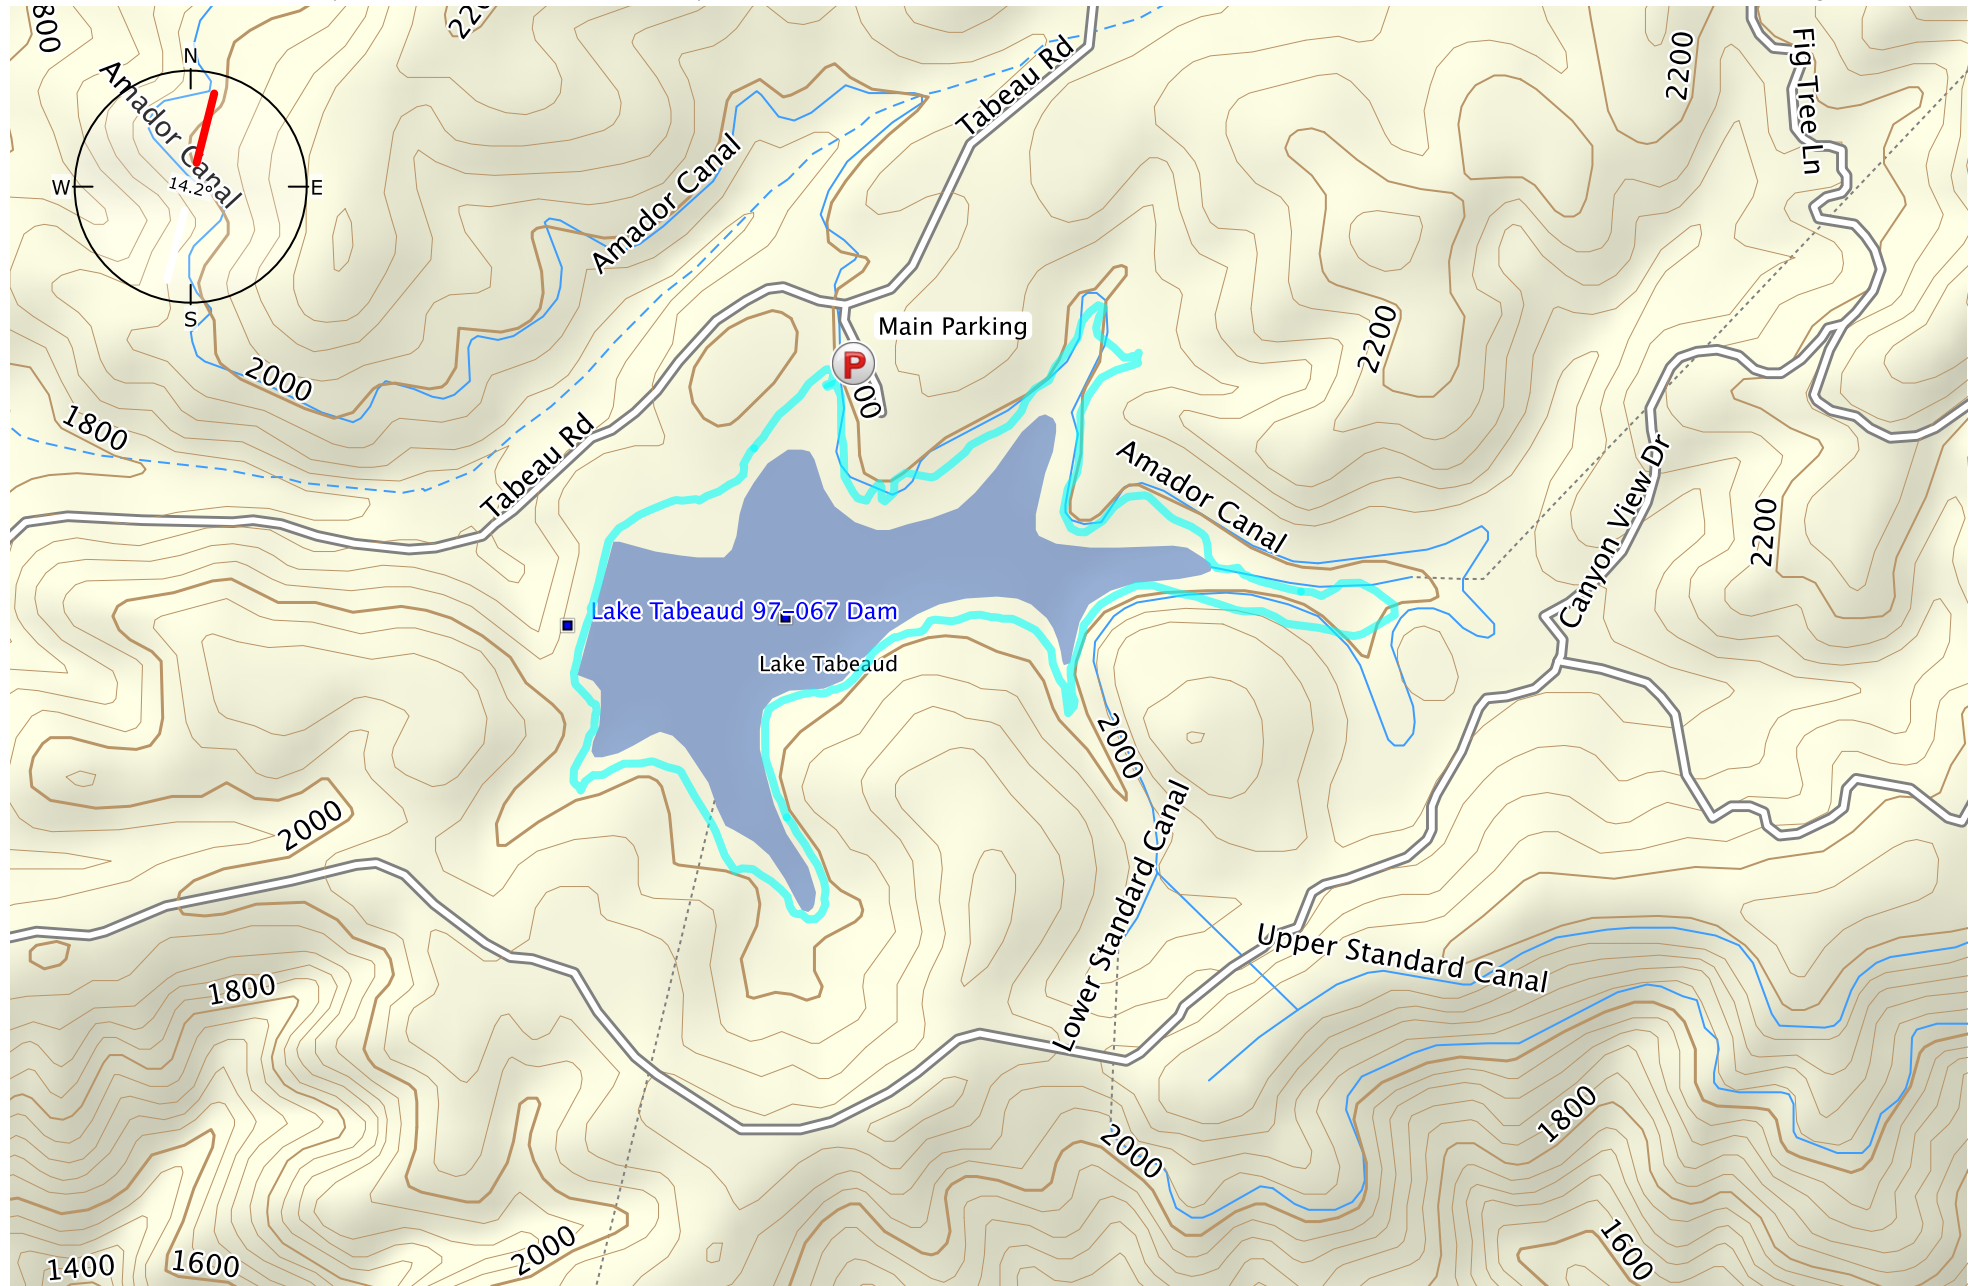 2200
Fig Tree Ln
2200
N
Amador Canal
Tabeau Rd
W
14.2°
E
Amador Canal
S
Main Parking
P
2200
2000
1800
Tabeau Rd
Amador Canal
Canyon View Dr
2200
Lake Tabeaud 97-067 Dam
Lake Tabeaud
2000
2000
Lower Standard Canal
Upper Standard Canal
1800
1800
2000
2000
1600
1400
1600